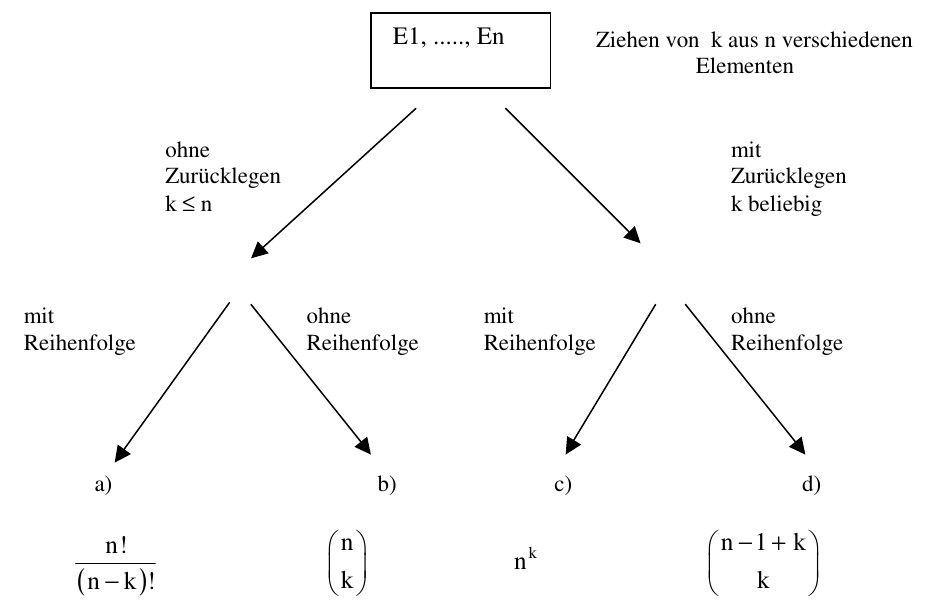 E1, ....., En
Ziehen von k aus n verschiedenen
Elementen
ohne
Zurücklegen
k ≤ n
mit
Zurücklegen
k beliebig
mit
Reihenfolge
ohne
Reihenfolge
mit
Reihenfolge
ohne
Reihenfolge
a)
b)
c)
d)
n!
(n − k)!
n
k
n^k
n − 1 + k
k